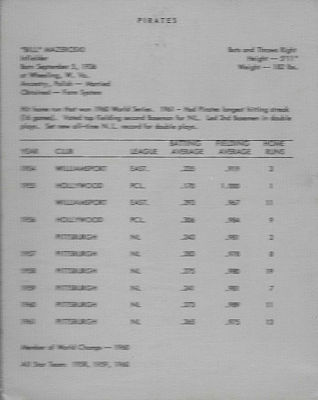 PIRATES
"BILL" MAZEROSKI
Infielder
Born September 5, 1936
at Wheeling, W. Va.
Ancestry, Polish — Married
Obtained — Farm System
Bats and Throws Right
Height — 5'11"
Weight — 182 lbs.
Hit home run that won 1960 World Series. 1961 - Had Pirates longest hitting streak
games). Voted top fielding second Baseman for NL. Led 2nd Basemen in double
plays. Set new all-time N.L. record for double plays.
YEAR CLUB LEAGUE BATTING AVERAGE FIELDING AVERAGE HOME RUNS
1954 WILLIAMSPORT EAST.
1955 HOLLYWOOD PCL. .170 1.000 1
WILLIAMSPORT EAST. .293 .967 11
1956 HOLLYWOOD PCL. .306 .984 9
PITTSBURGH NL .243 .981 3
1957 PITTSBURGH NL .283 .978 8
1958 PITTSBURGH NL .275 .980 19
1959 PITTSBURGH NL .241 .981 7
1960 PITTSBURGH NL .273 .989 11
1961 PITTSBURGH NL .265 .975 13
Member of World Champs — 1960
All Star Team: 1958, 1959, 1960